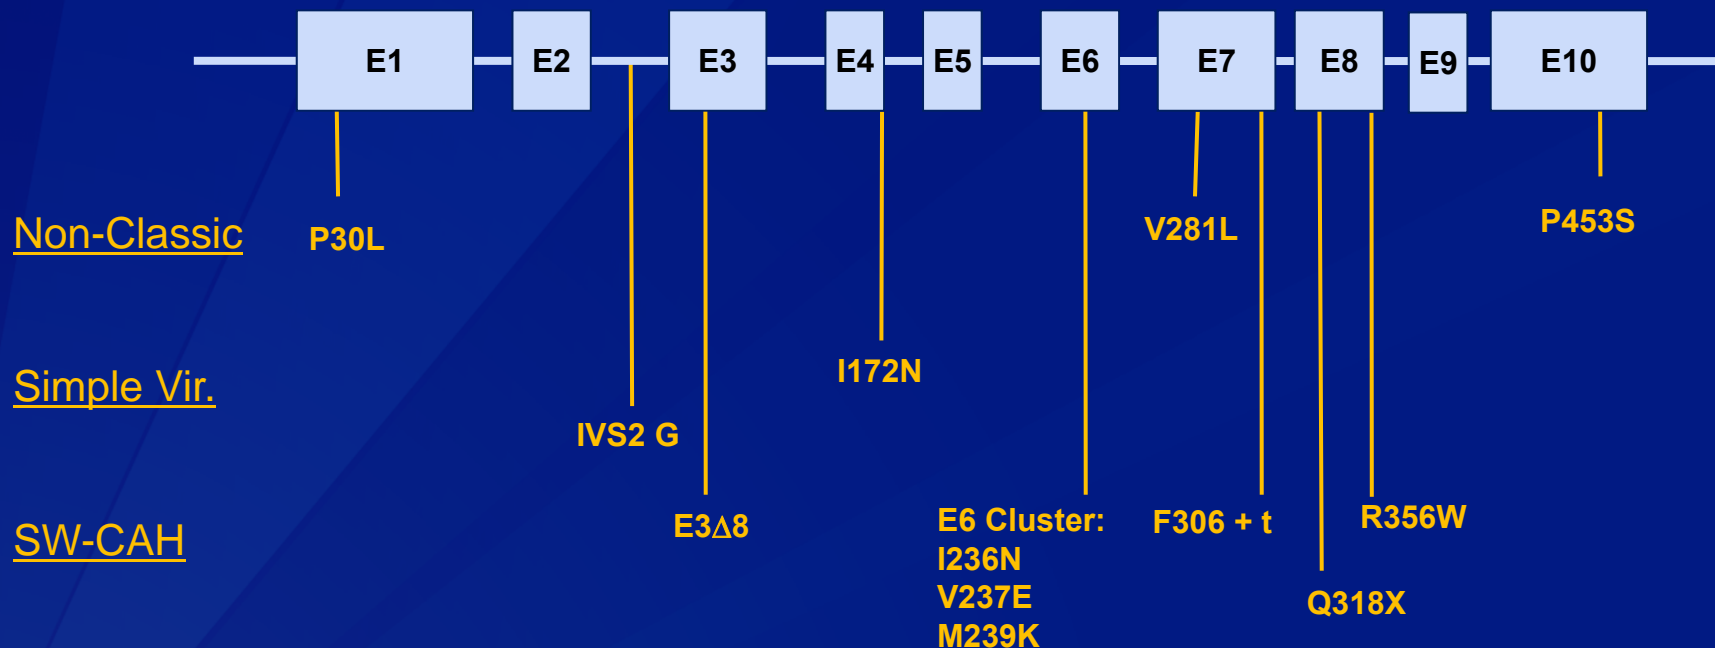 E1 E2 E3 E4 E5 E6 E7 E8 E9 E10
Non-Classic P30L V281L P453S
Simple Vir. I172N
IVS2 G
SW-CAH E3Δ8 E6 Cluster: F306 + t R356W
I236N
V237E
Q318X
M239K